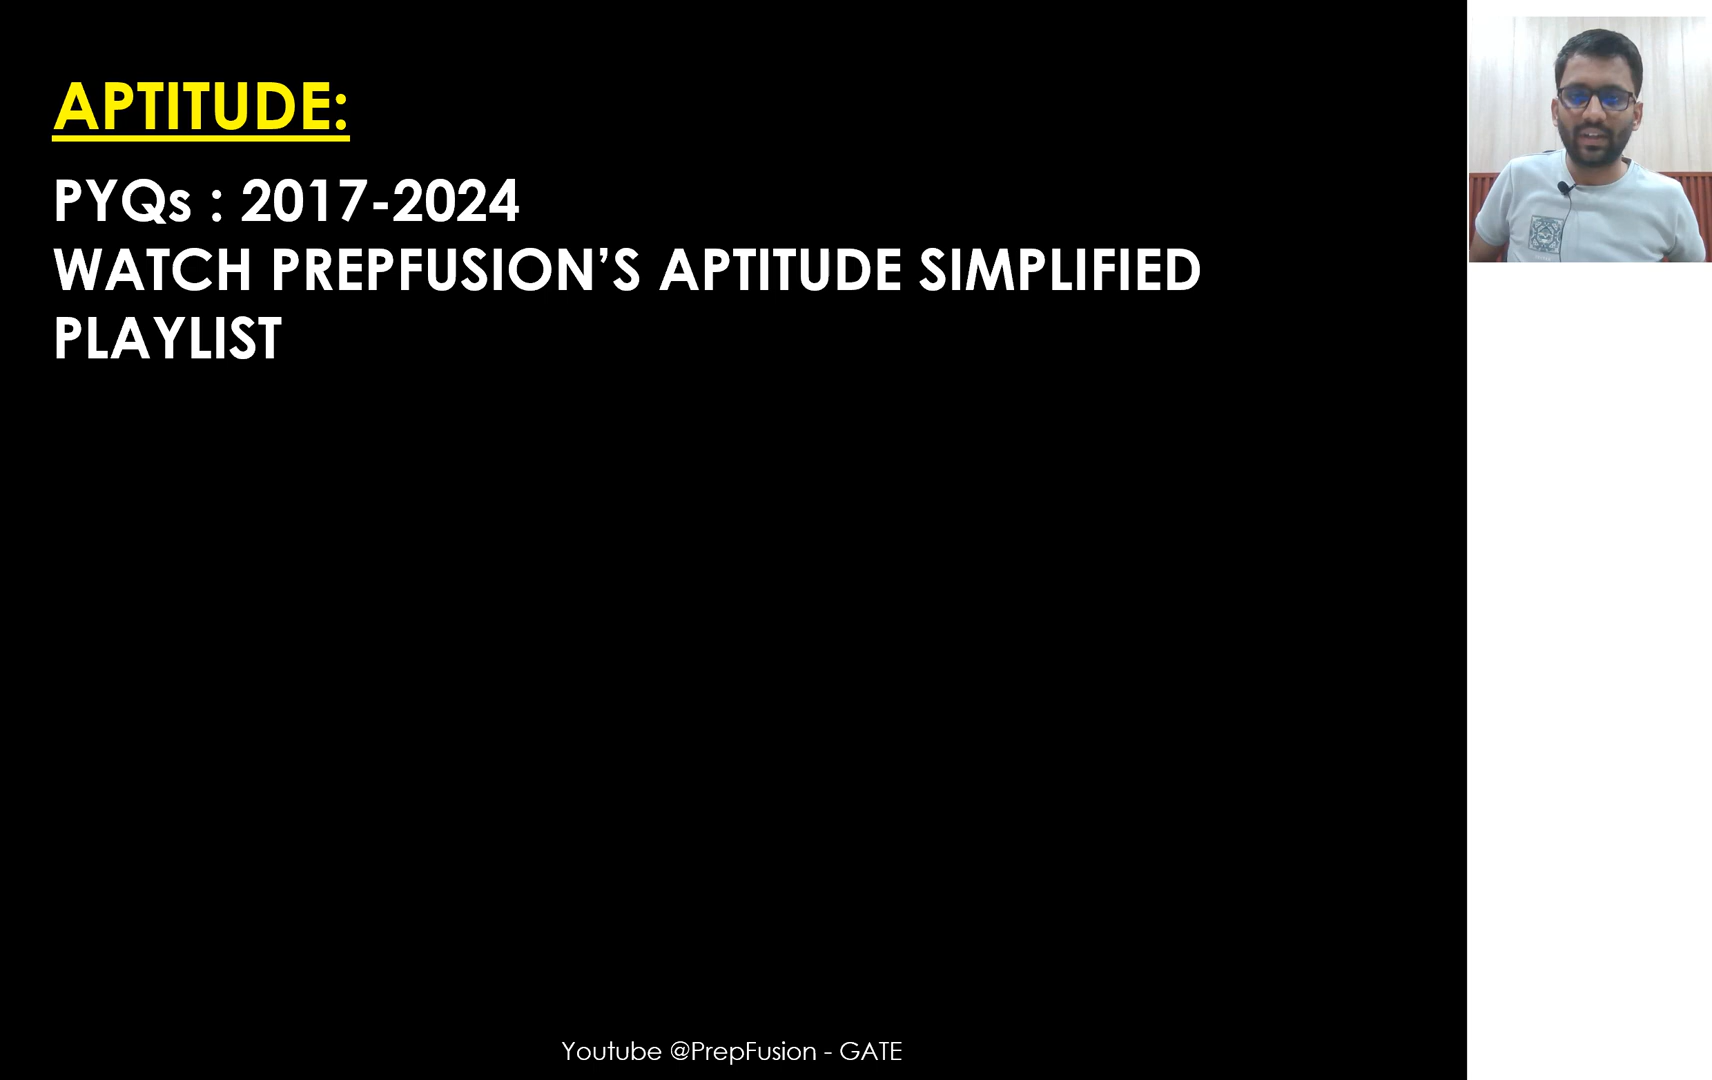 APTITUDE:
PYQs : 2017-2024
WATCH PREPFUSION’S APTITUDE SIMPLIFIED
PLAYLIST
Youtube @PrepFusion - GATE